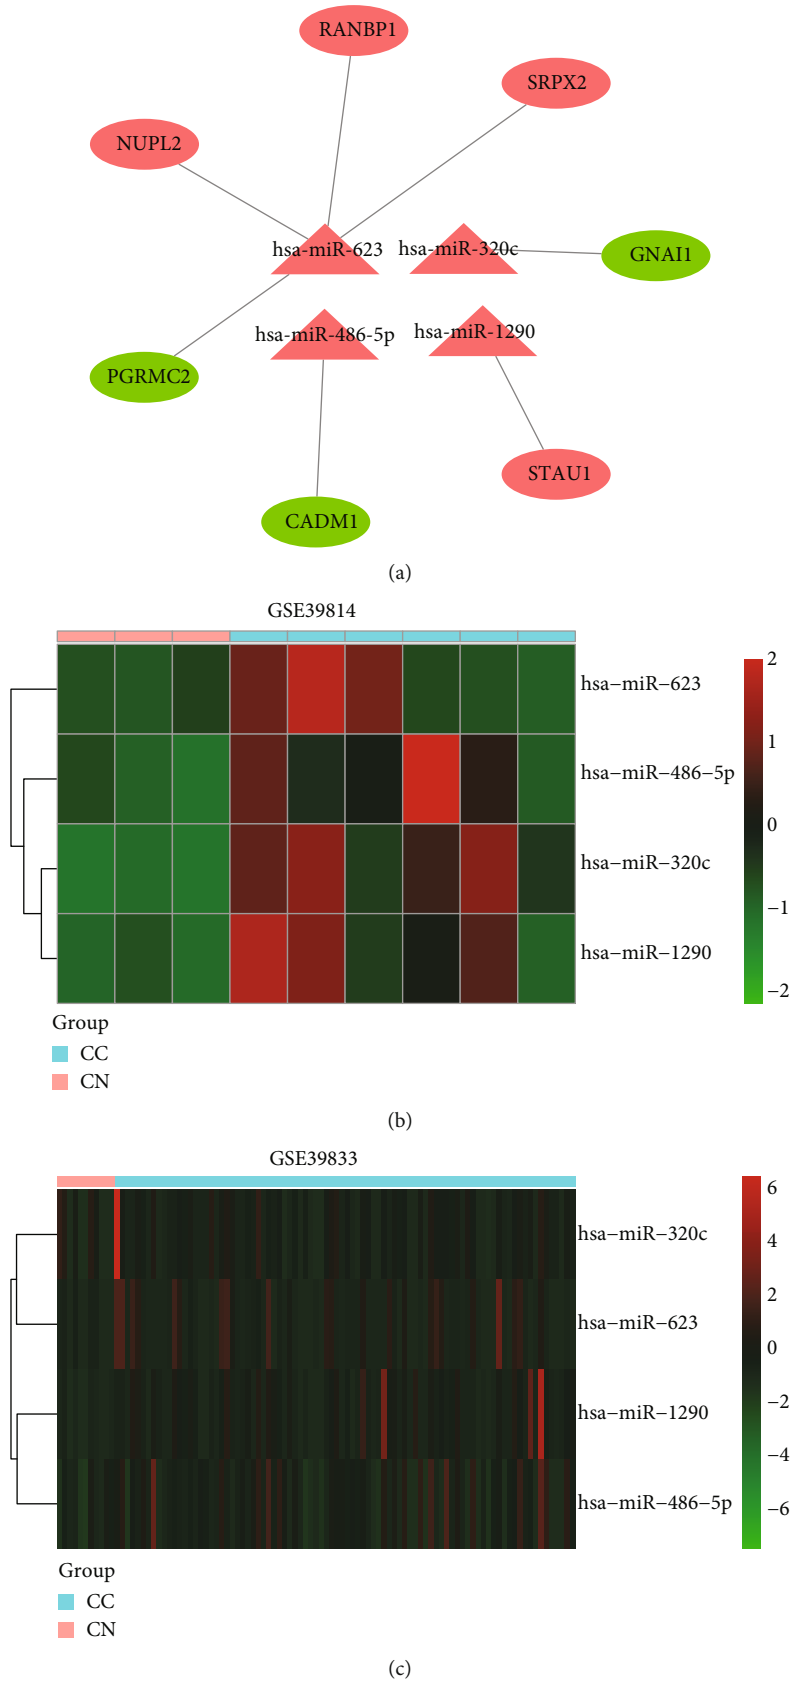 RANBP1
SRPX2
NUPL2
hsa-miR-623
hsa-miR-320c
GNAI1
hsa-miR-486-5p
hsa-miR-1290
PGRMC2
STAU1
CADM1
(a)
GSE39814
2
hsa−miR−623
1
hsa−miR−486−5p
0
hsa−miR−320c
−1
hsa−miR−1290
−2
Group
CC
CN
(b)
GSE39833
6
hsa−miR−320c
4
2
hsa−miR−623
0
−2
hsa−miR−1290
−4
hsa−miR−486−5p
−6
Group
CC
CN
(c)